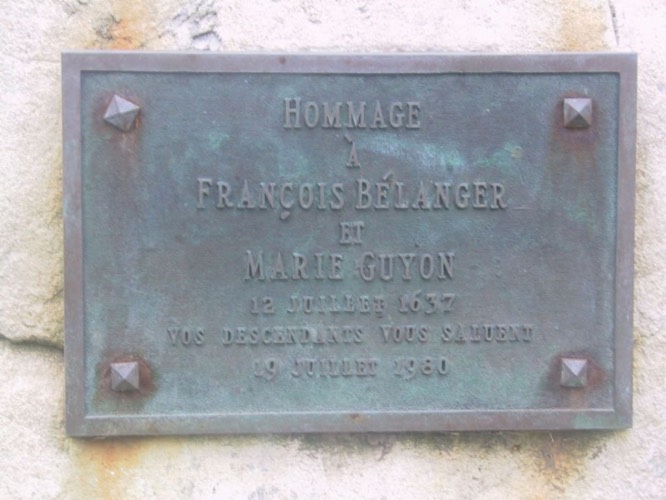 HOMMAGE
À
FRANÇOIS BÉLANGER
ET
MARIE GUYON
12 JUILLET 1637
VOS DESCENDANTS VOUS SALUENT
19 JUILLET 1980